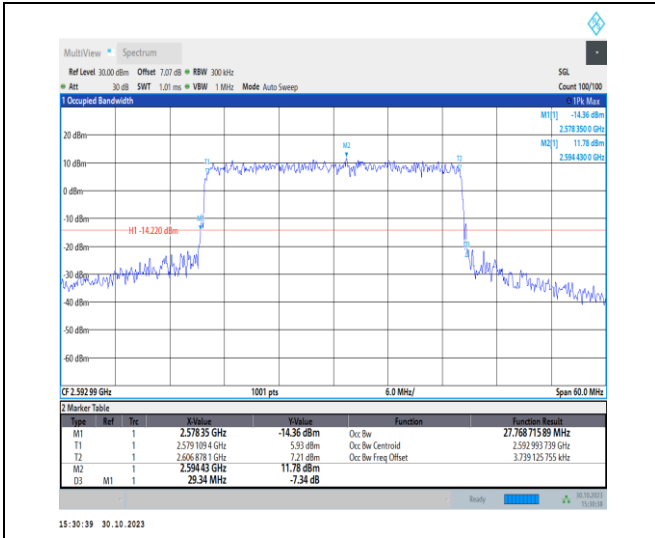 MultiView Spectrum
Ref Level 30.00 dBm Offset 7.07 dB RBW 300 kHz SGL
Att 30 dB SWT 1.01 ms VBW 1 MHz Mode Auto Sweep Count 100/100
1 Occupied Bandwidth 1Pk Max
M1[1] -14.36 dBm
2.578 350 0 GHz
20 dBm M2[1] 11.78 dBm
M2
2.594 430 0 GHz
T1 T2
10 dBm
0 dBm
-10 dBm
M1
H1 -14.220 dBm
-30 dBm
-40 dBm
-50 dBm
-60 dBm
CF 2.592 99 GHz 1001 pts 6.0 MHz/ Span 60.0 MHz
2 Marker Table
Type Ref Trc X-Value Y-Value Function Function Result
M1 1 2.578 35 GHz -14.36 dBm Occ Bw 27.768 715 89 MHz
T1 1 2.579 109 4 GHz 5.93 dBm Occ Bw Centroid 2.592 993 739 GHz
T2 1 2.606 878 1 GHz 7.21 dBm Occ Bw Freq Offset 3.739 125 755 kHz
M2 1 2.594 43 GHz 11.78 dBm
D3 M1 1 29.34 MHz -7.34 dB
Ready 30.10.2023
15:30:38
15:30:39 30.10.2023